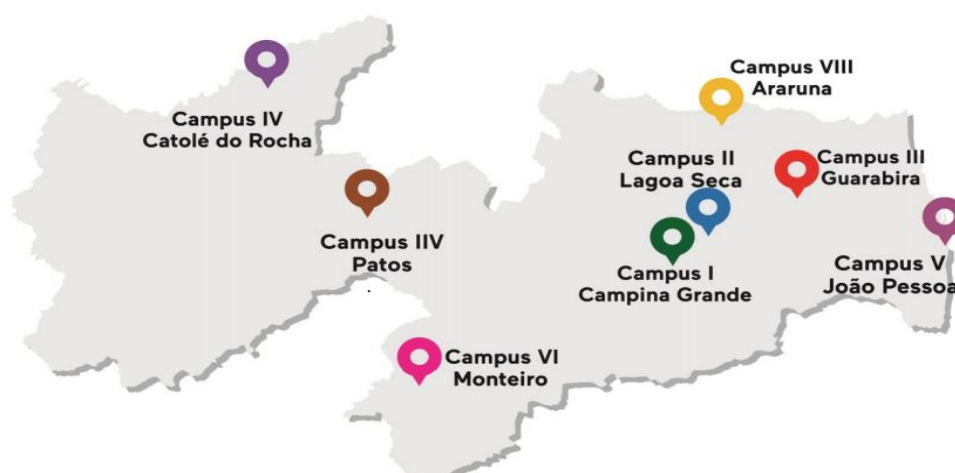 Campus VIII
Araruna
Campus IV
Catolé do Rocha
Campus II
Lagoa Seca
Campus III
Guarabira
Campus IIV
Patos
Campus I
Campina Grande
Campus V
João Pessoa
Campus VI
Monteiro